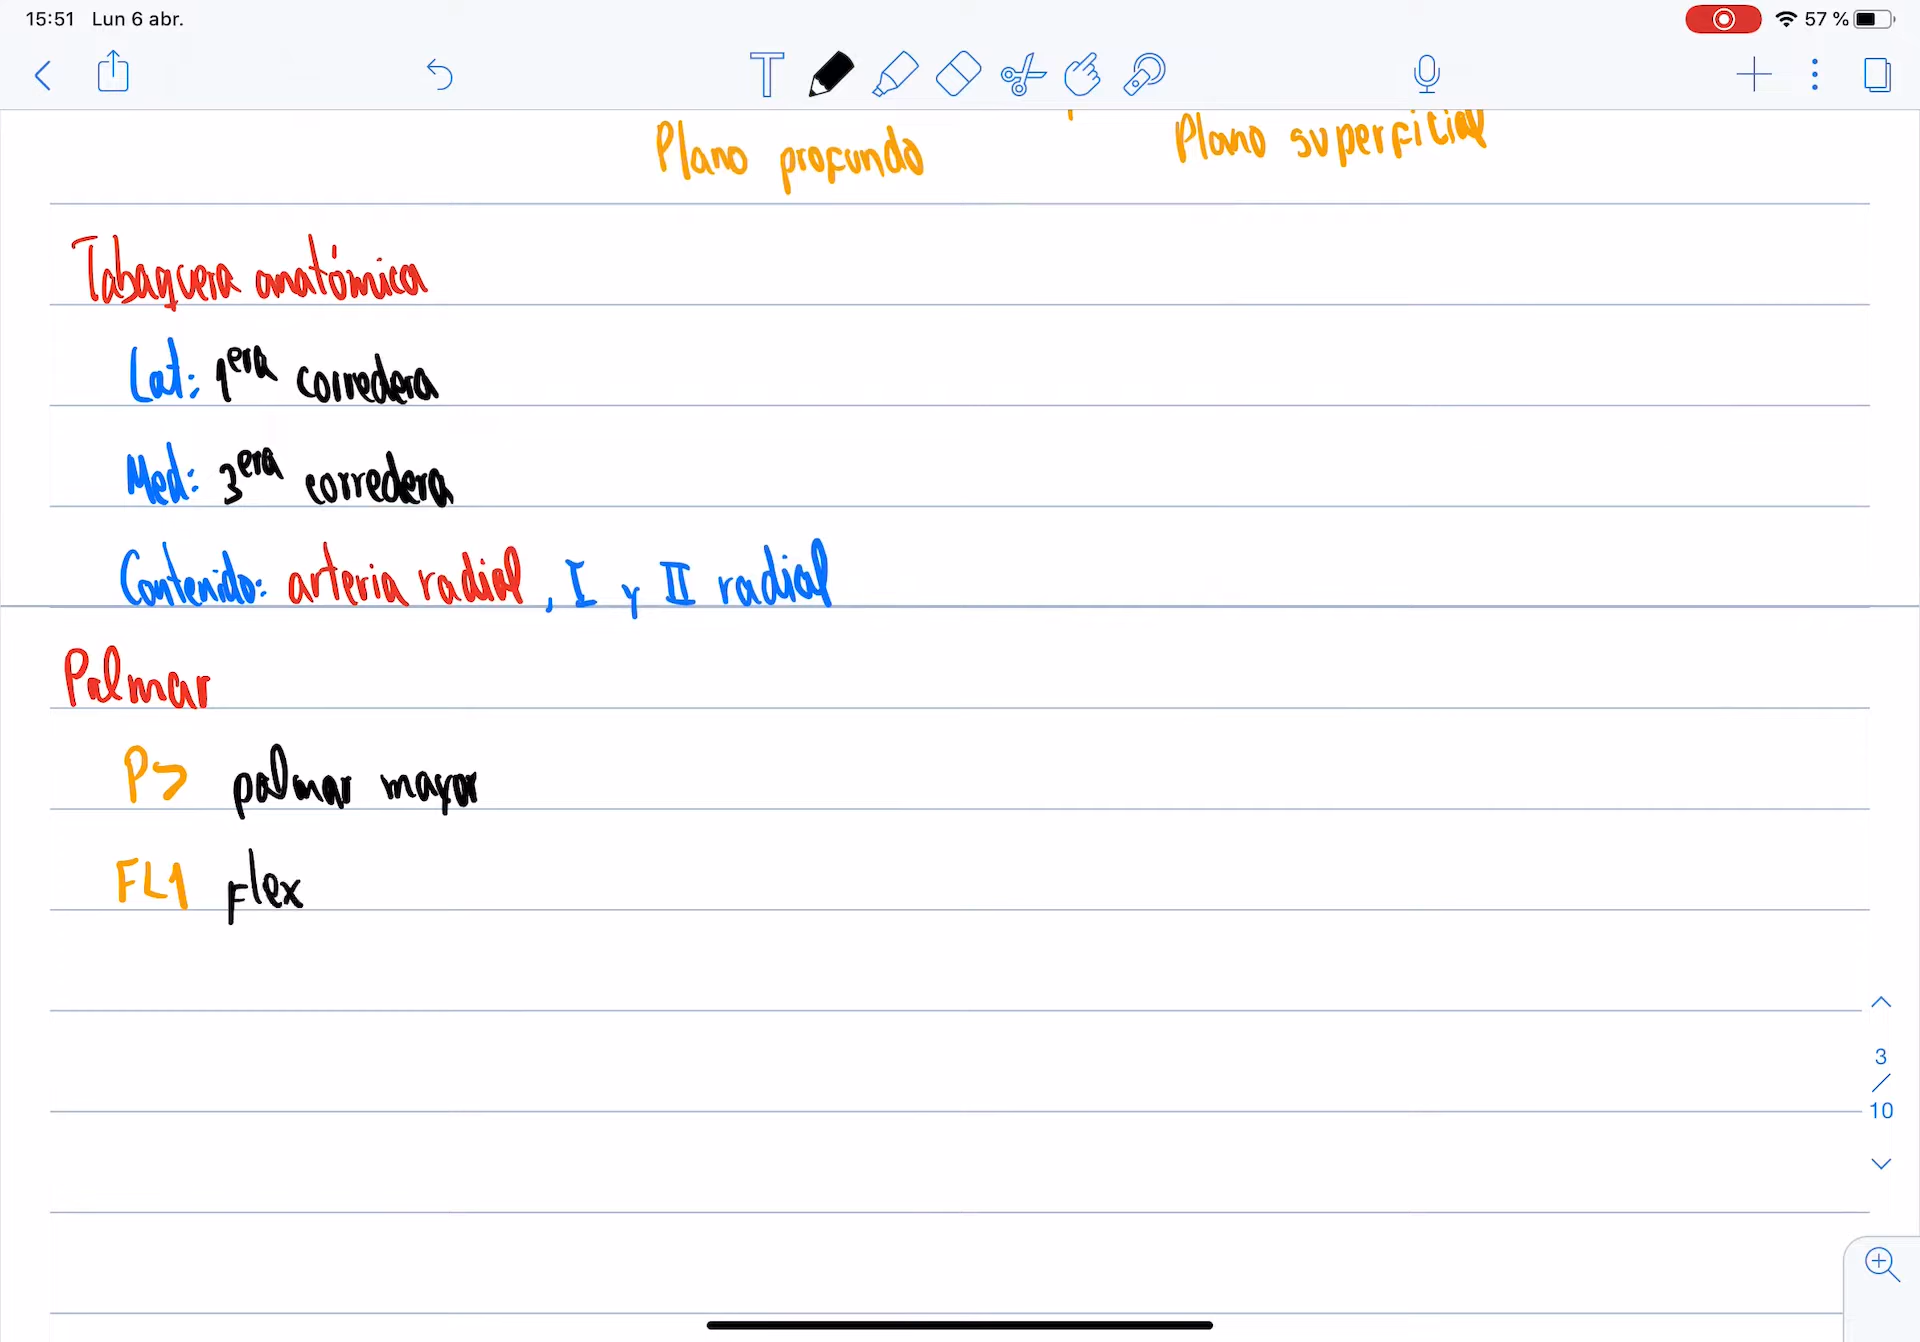 15:51 Lun 6 abr. 57 %
T
Plano profundo Plano superficial
Tabaquera anatómica
Lat: 1era corredera
Med: 3era corredera
Contenido: arteria radial, I y II radial
Palmar
P> palmar mayor
FL1 Flex
3
/
10